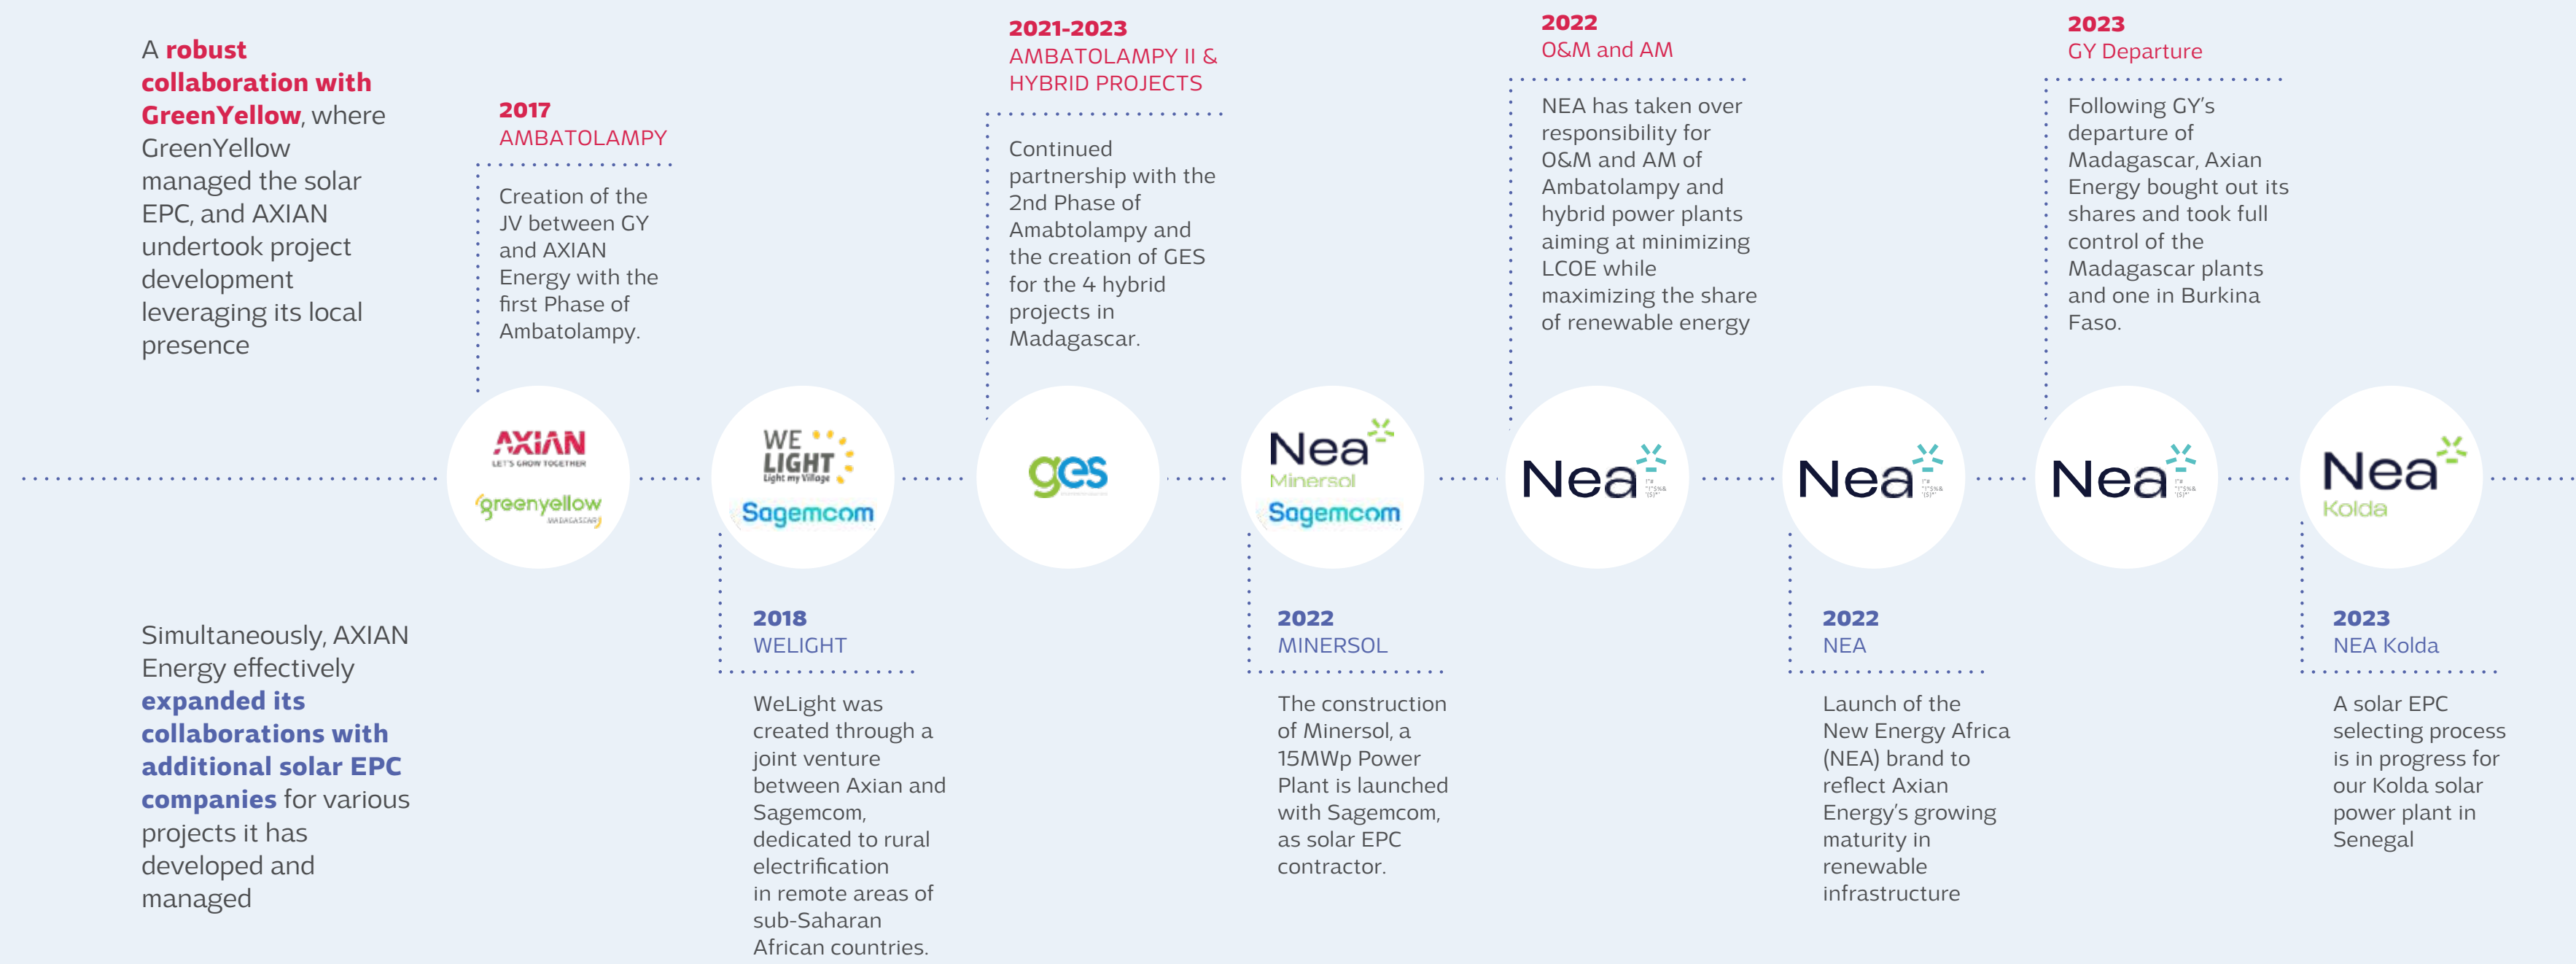 A robust
collaboration with
GreenYellow, where
GreenYellow
managed the solar
EPC, and AXIAN
undertook project
development
leveraging its local
presence
2017
AMBATOLAMPY
Creation of the
JV between GY
and AXIAN
Energy with the
first Phase of
Ambatolampy.
2021-2023
AMBATOLAMPY II &
HYBRID PROJECTS
Continued
partnership with the
2nd Phase of
Amabtolampy and
the creation of GES
for the 4 hybrid
projects in
Madagascar.
2022
O&M and AM
NEA has taken over
responsibility for
O&M and AM of
Ambatolampy and
hybrid power plants
aiming at minimizing
LCOE while
maximizing the share
of renewable energy
2023
GY Departure
Following GY’s
departure of
Madagascar, Axian
Energy bought out its
shares and took full
control of the
Madagascar plants
and one in Burkina
Faso.
AXIAN
LET'S GROW TOGETHER
greenyellow
MADAGASCAR
WE
LIGHT
Light my Village
Sagemcom
ges
Nea
Minersol
Sagemcom
Nea
Nea
Nea
Nea
Kolda
Simultaneously, AXIAN
Energy effectively
expanded its
collaborations with
additional solar EPC
companies for various
projects it has
developed and
managed
2018
WELIGHT
WeLight was
created through a
joint venture
between Axian and
Sagemcom,
dedicated to rural
electrification
in remote areas of
sub-Saharan
African countries.
2022
MINERSOL
The construction
of Minersol, a
15MWp Power
Plant is launched
with Sagemcom,
as solar EPC
contractor.
2022
NEA
Launch of the
New Energy Africa
(NEA) brand to
reflect Axian
Energy’s growing
maturity in
renewable
infrastructure
2023
NEA Kolda
A solar EPC
selecting process
is in progress for
our Kolda solar
power plant in
Senegal